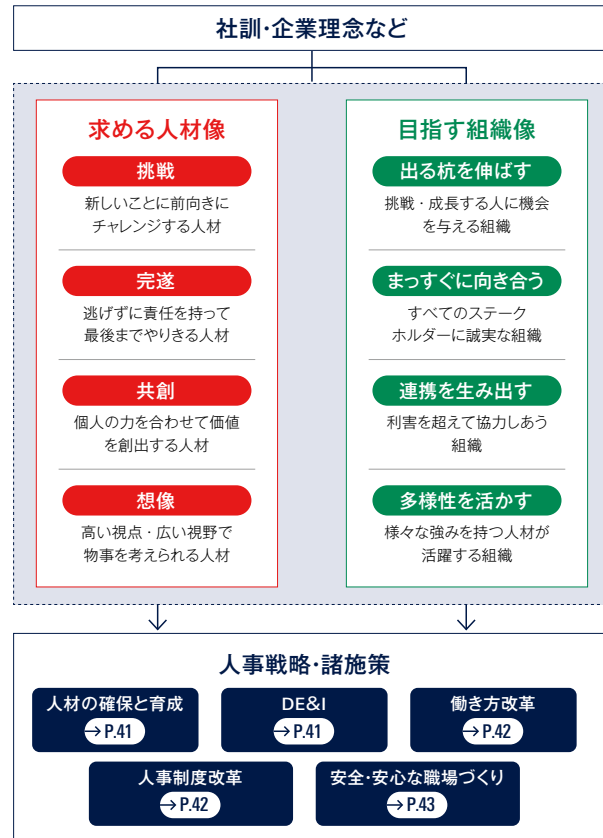 社訓・企業理念など
求める人材像
挑戦
新しいことに前向きに
チャレンジする人材
完遂
逃げずに責任を持って
最後までやりきる人材
共創
個人の力を合わせて価値
を創出する人材
想像
高い視点・広い視野で
物事を考えられる人材
目指す組織像
出る杭を伸ばす
挑戦・成長する人に機会
を与える組織
まっすぐに向き合う
すべてのステーク
ホルダーに誠実な組織
連携を生み出す
利害を超えて協力しあう
組織
多様性を活かす
様々な強みを持つ人材が
活躍する組織
人事戦略・諸施策
人材の確保と育成
→P.41
DE&I
→P.41
働き方改革
→P.42
人事制度改革
→P.42
安全・安心な職場づくり
→P.43